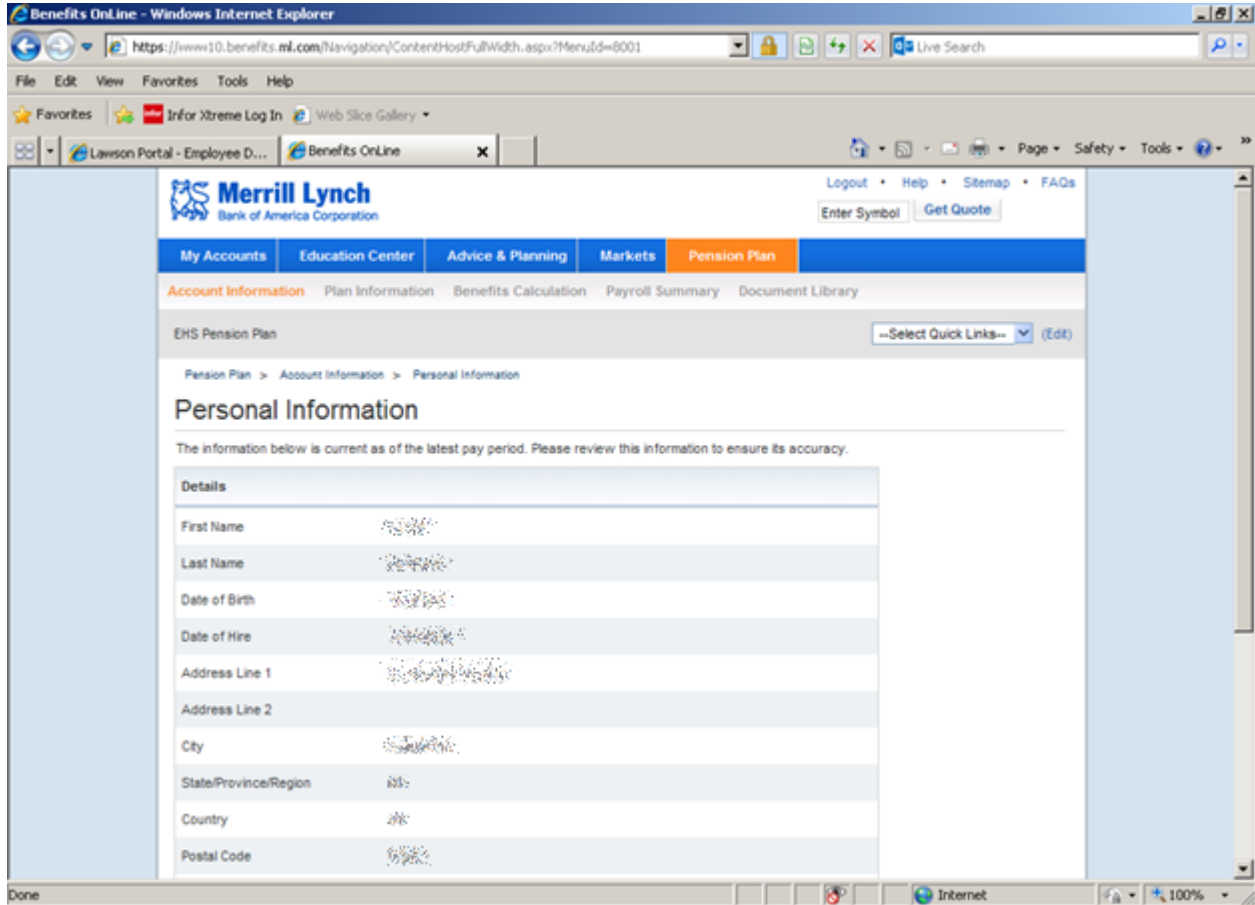 Benefits OnLine - Windows Internet Explorer
https://www10.benefits.ml.com/Navigation/ContentHostFullWidth.aspx?MenuId=8001
Live Search
File Edit View Favorites Tools Help
Favorites Infor Xtreme Log In Web Slice Gallery
Lawson Portal - Employee D... Benefits OnLine Page Safety Tools
Merrill Lynch
Bank of America Corporation
Logout • Help • Sitemap • FAQs
Enter Symbol Get Quote
My Accounts Education Center Advice & Planning Markets Pension Plan
Account Information Plan Information Benefits Calculation Payroll Summary Document Library
EHS Pension Plan --Select Quick Links-- (Edit)
Pension Plan > Account Information > Personal Information
Personal Information
The information below is current as of the latest pay period. Please review this information to ensure its accuracy.
Details
First Name
Last Name
Date of Birth
Date of Hire
Address Line 1
Address Line 2
City
State/Province/Region
Country
Postal Code
Done Internet 100%